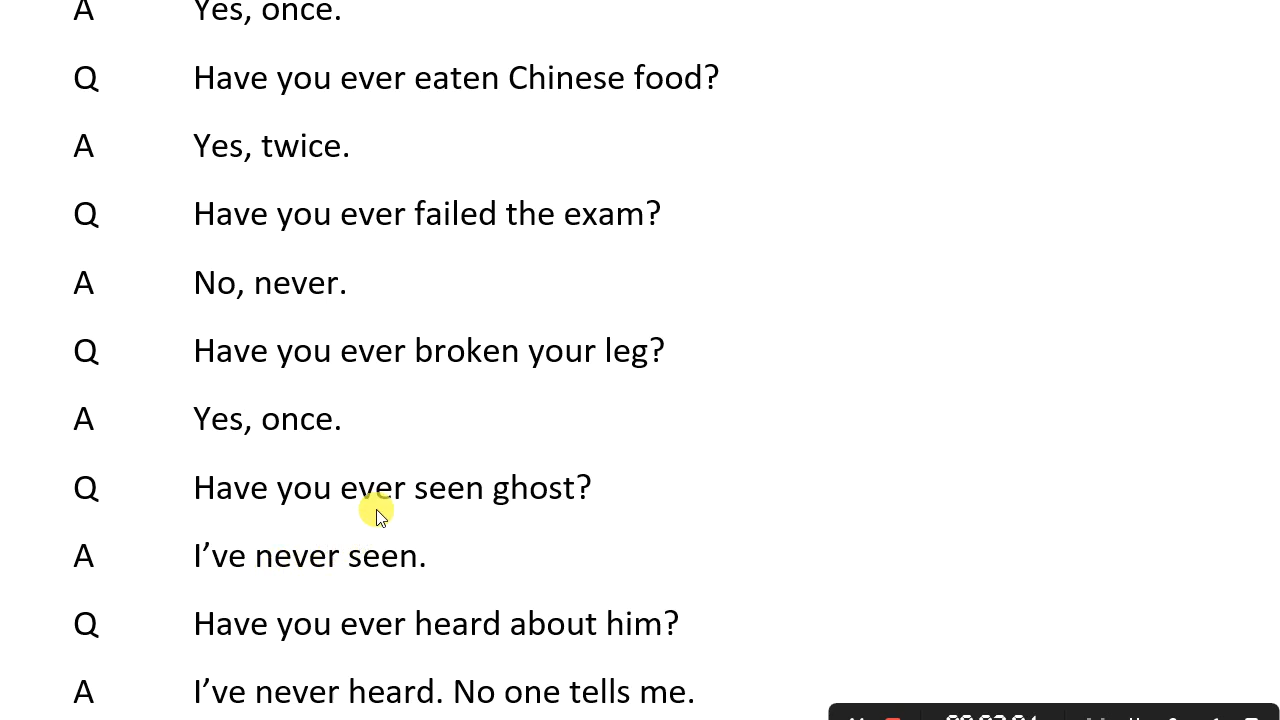 A Yes, once.
Q Have you ever eaten Chinese food?
A Yes, twice.
Q Have you ever failed the exam?
A No, never.
Q Have you ever broken your leg?
A Yes, once.
Q Have you ever seen ghost?
A I’ve never seen.
Q Have you ever heard about him?
A I’ve never heard. No one tells me.